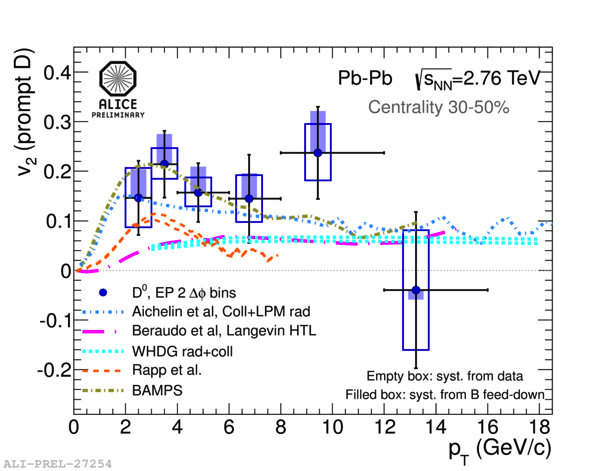 ALICE
PRELIMINARY
Pb-Pb √sNN=2.76 TeV
Centrality 30-50%
v2 (prompt D)
0.4
0.3
0.2
0.1
0
-0.1
-0.2
D0, EP 2 Δϕ bins
Aichelin et al, Coll+LPM rad
Beraudo et al, Langevin HTL
WHDG rad+coll
Rapp et al.
BAMPS
Empty box: syst. from data
Filled box: syst. from B feed-down
0 2 4 6 8 10 12 14 16 18
pT (GeV/c)
ALI-PREL-27254